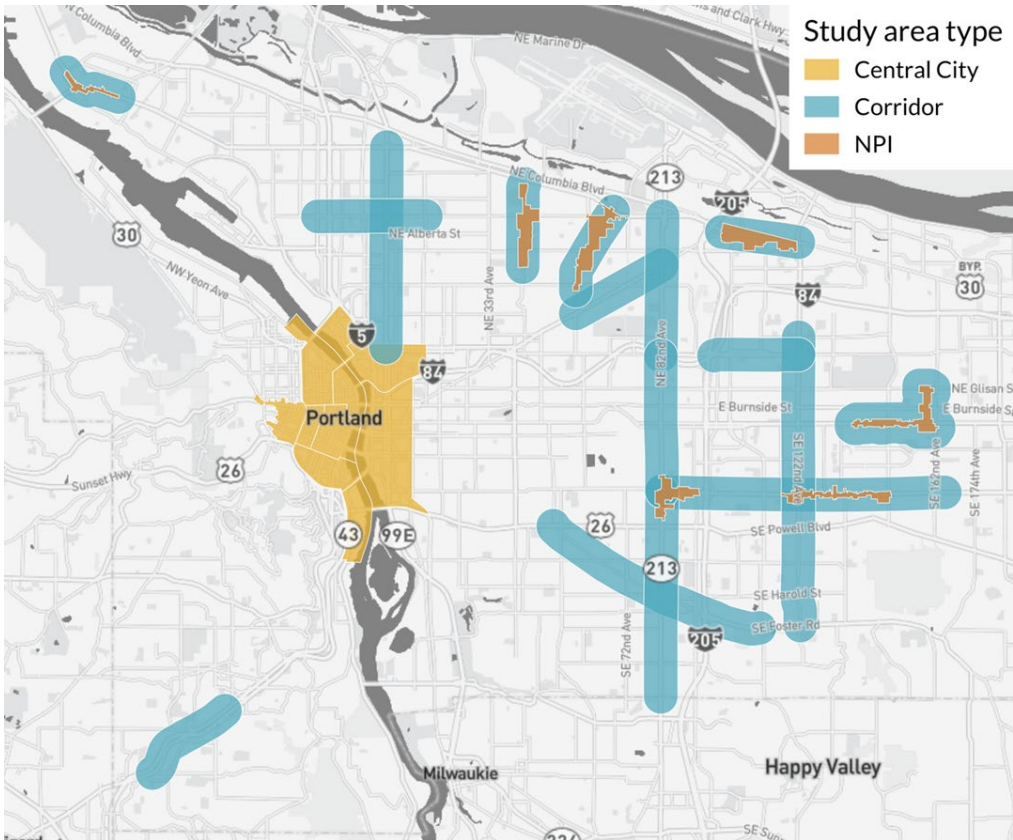 N Columbia Blvd
NE Marine Dr
s and Clark Hwy
Study area type
Central City
Corridor
NPI
NE Columbia Blvd
213
205
30
NE Alberta St
NW Yeon Ave
NE 33rd Ave
BYP.
30
84
5
84
NE 82nd Ave
NE Glisan S
E Burnside St
E Burnside S
Portland
26
Sunset Hwy
SE 122nd Ave
SE 162nd Ave
SE 174th Ave
43
99E
26
SE Powell Blvd
213
SE Harold St
SE Foster Rd
205
SE 72nd Ave
Milwaukie
Happy Valley